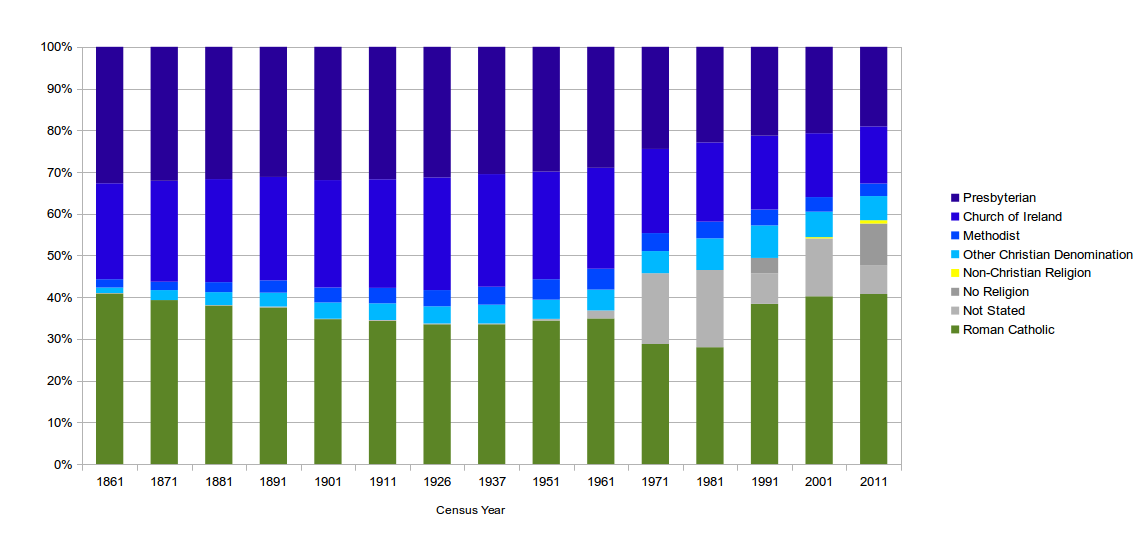 100%
90%
80%
70%
60%
50%
40%
30%
20%
10%
0%
1861 1871 1881 1891 1901 1911 1926 1937 1951 1961 1971 1981 1991 2001 2011
Census Year
Presbyterian
Church of Ireland
Methodist
Other Christian Denomination
Non-Christian Religion
No Religion
Not Stated
Roman Catholic